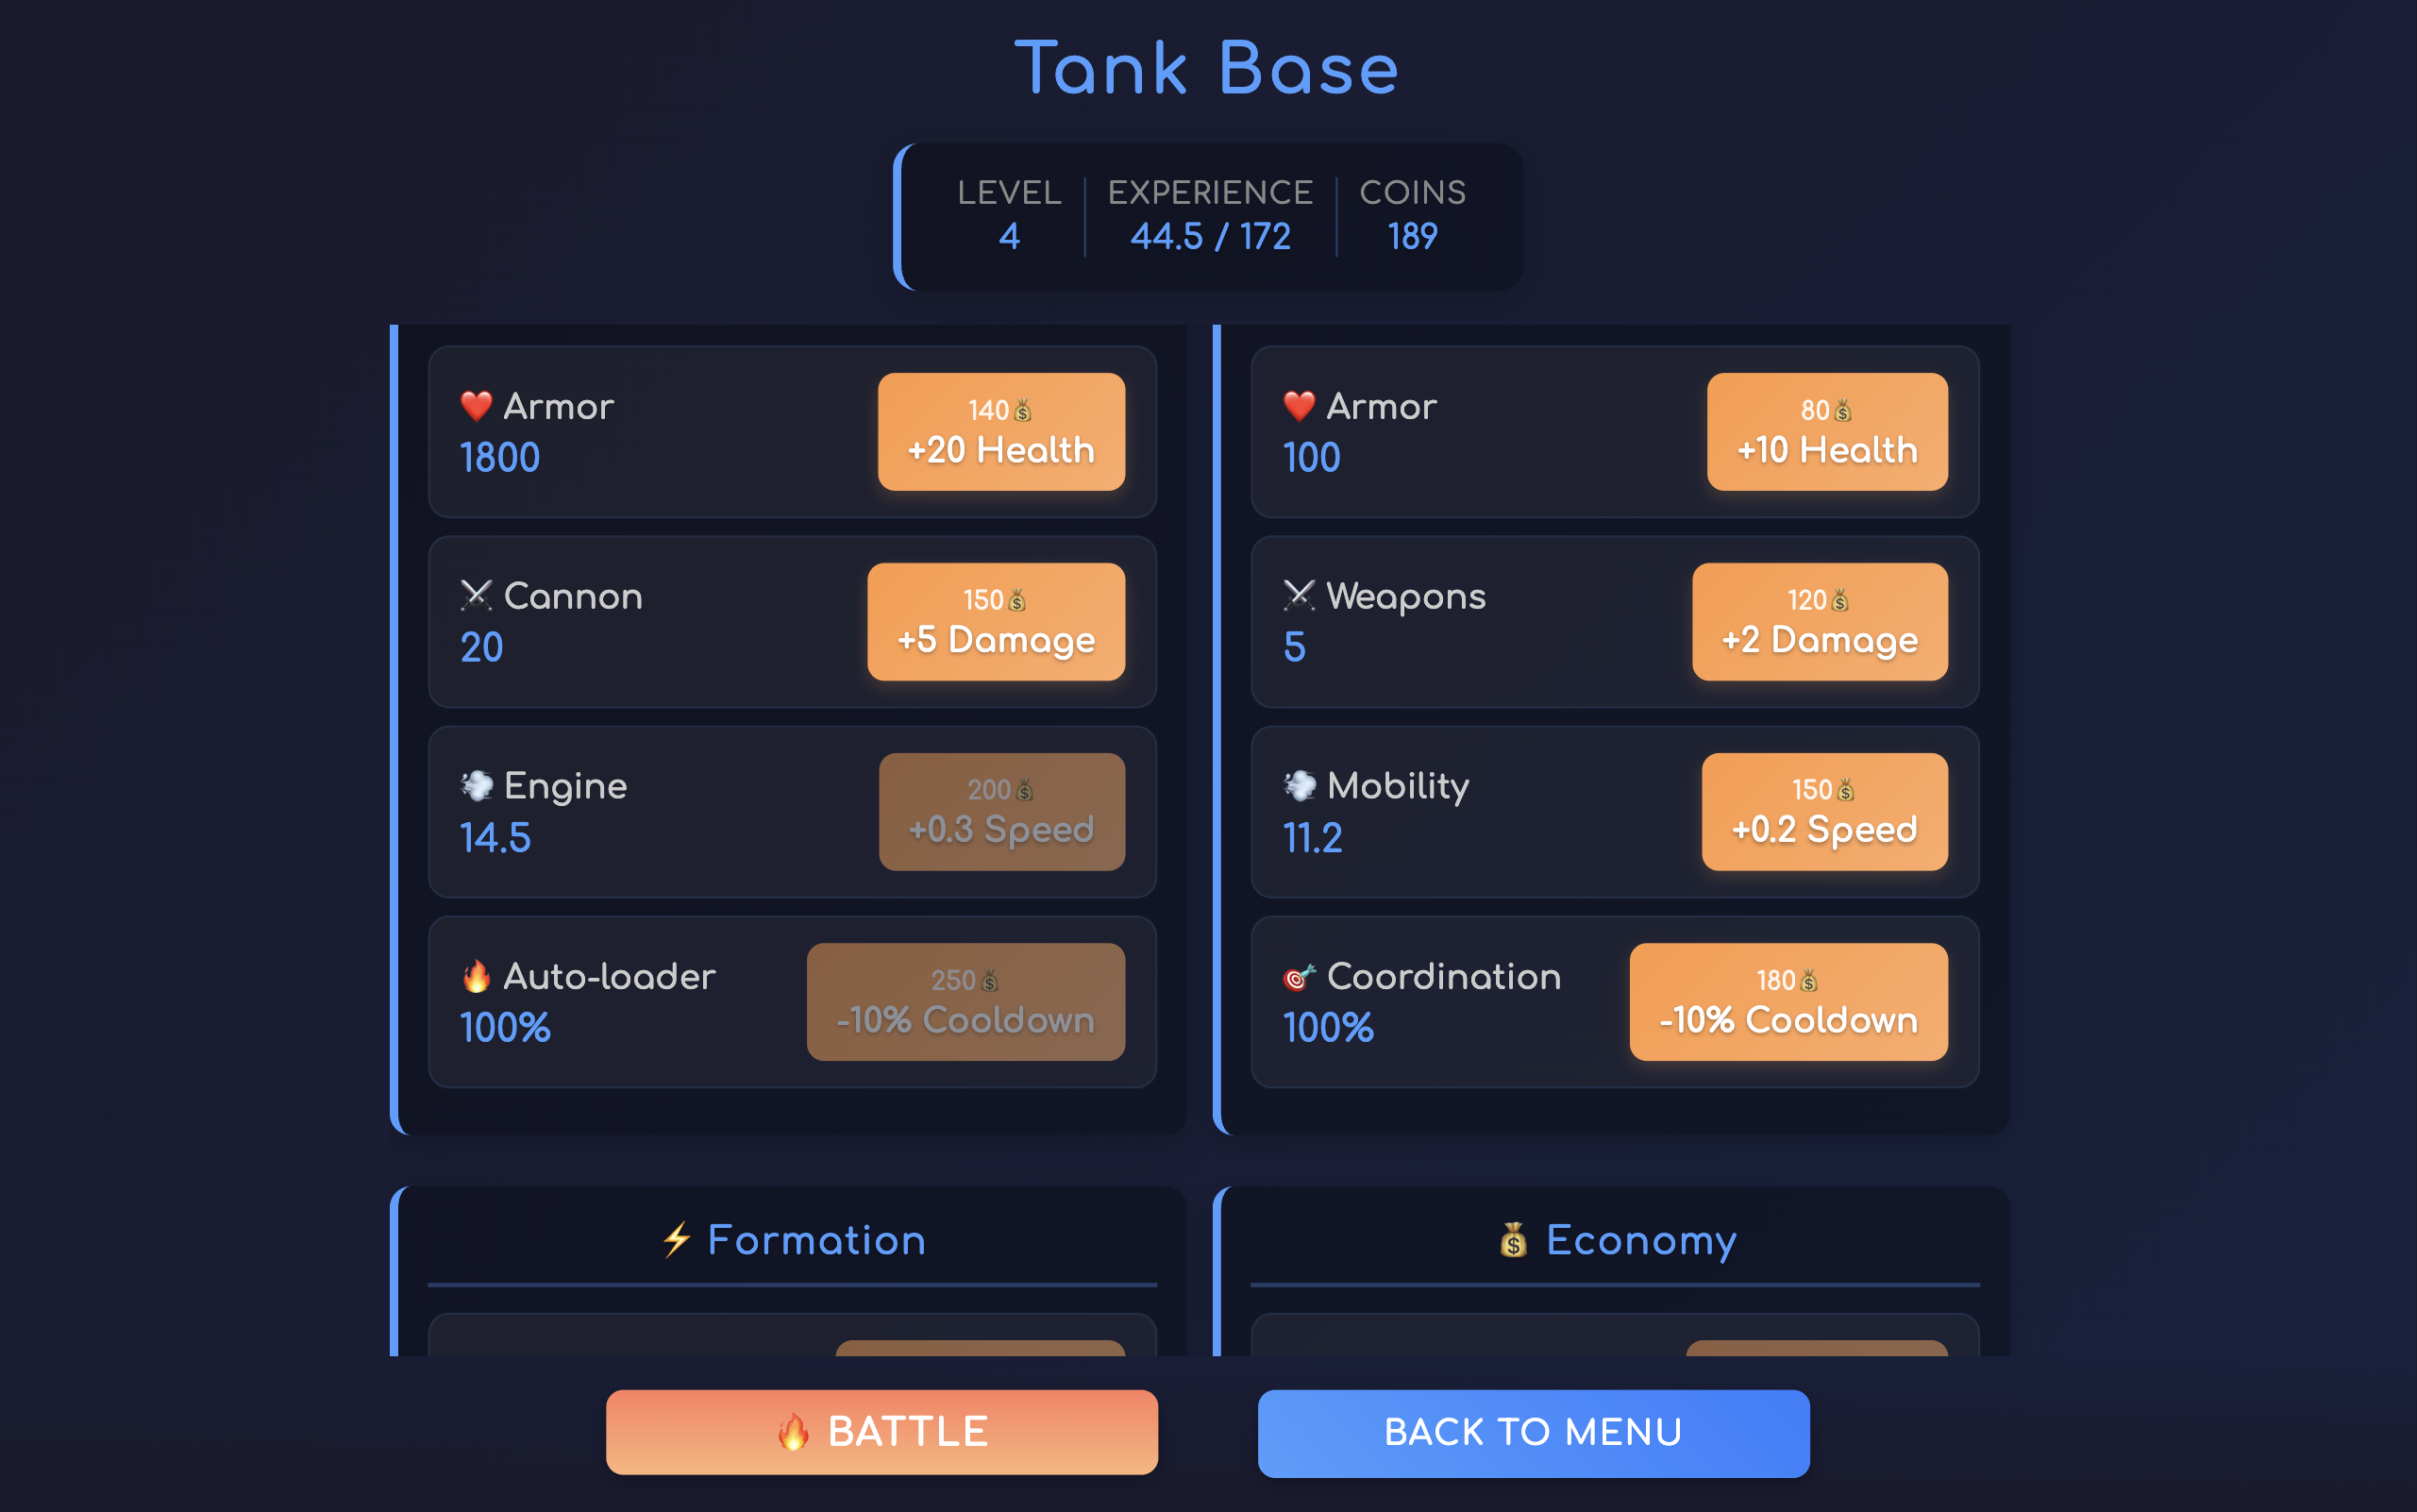 Tank Base
LEVEL
4
EXPERIENCE
44.5 / 172
COINS
189
Armor
1800
140
+20 Health
Cannon
20
150
+5 Damage
Engine
14.5
200
+0.3 Speed
Auto-loader
100%
250
-10% Cooldown
Armor
100
80
+10 Health
Weapons
5
120
+2 Damage
Mobility
11.2
150
+0.2 Speed
Coordination
100%
180
-10% Cooldown
Formation
Economy
BATTLE
BACK TO MENU